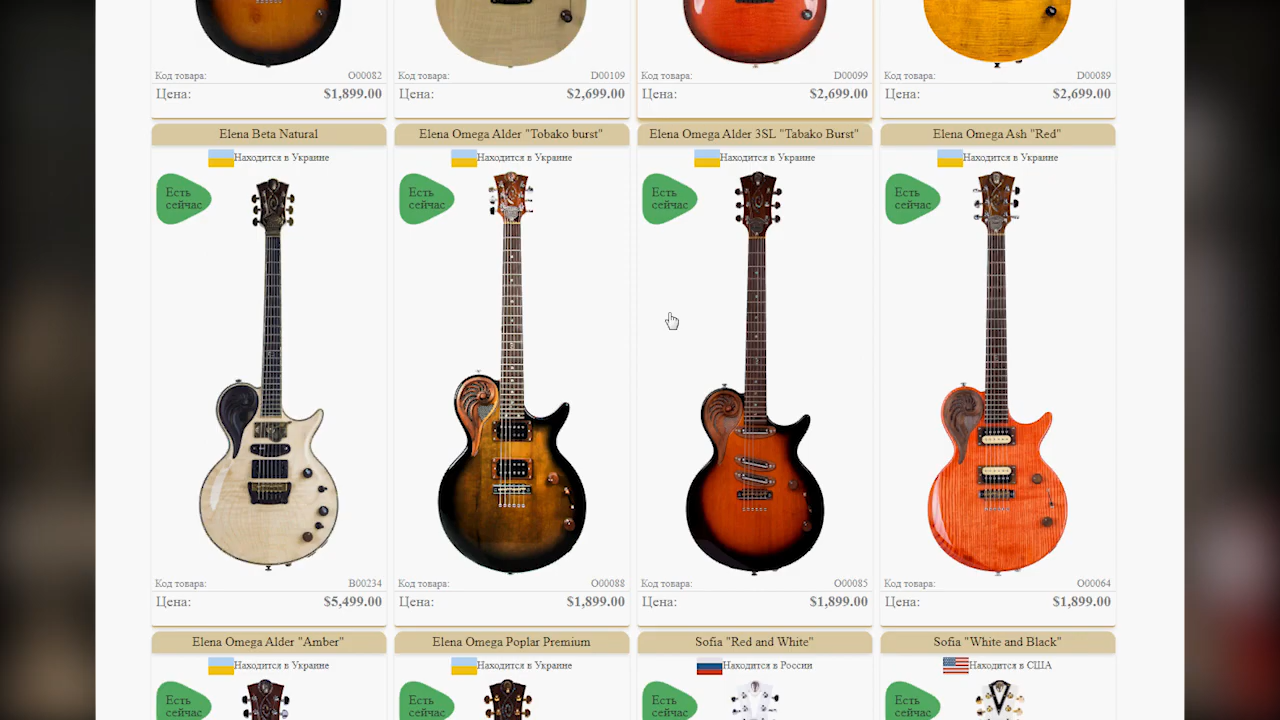 Код товара: O00082
Код товара: D00109
Код товара: D00099
Код товара: D00089
Цена: $1,899.00
Цена: $2,699.00
Цена: $2,699.00
Цена: $2,699.00
Elena Beta Natural
Elena Omega Alder "Tobako burst"
Elena Omega Alder 3SL "Tabako Burst"
Elena Omega Ash "Red"
Находится в Украине
Находится в Украине
Находится в Украине
Находится в Украине
Есть
сейчас
Есть
сейчас
Есть
сейчас
Есть
сейчас
Код товара: B00234
Код товара: O00088
Код товара: O00085
Код товара: O00064
Цена: $5,499.00
Цена: $1,899.00
Цена: $1,899.00
Цена: $1,899.00
Elena Omega Alder "Amber"
Elena Omega Poplar Premium
Sofia "Red and White"
Sofia "White and Black"
Находится в Украине
Находится в Украине
Находится в России
Находится в США
Есть
сейчас
Есть
сейчас
Есть
сейчас
Есть
сейчас